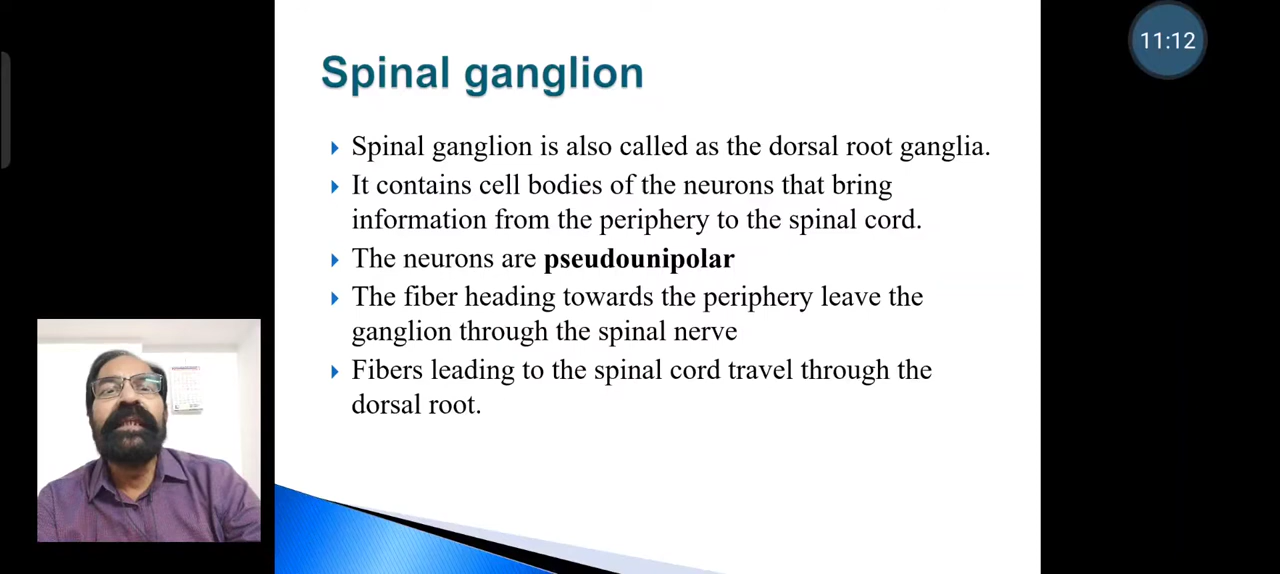 Spinal ganglion
Spinal ganglion is also called as the dorsal root ganglia.
It contains cell bodies of the neurons that bring
information from the periphery to the spinal cord.
The neurons are pseudounipolar
The fiber heading towards the periphery leave the
ganglion through the spinal nerve
Fibers leading to the spinal cord travel through the
dorsal root.
11:12